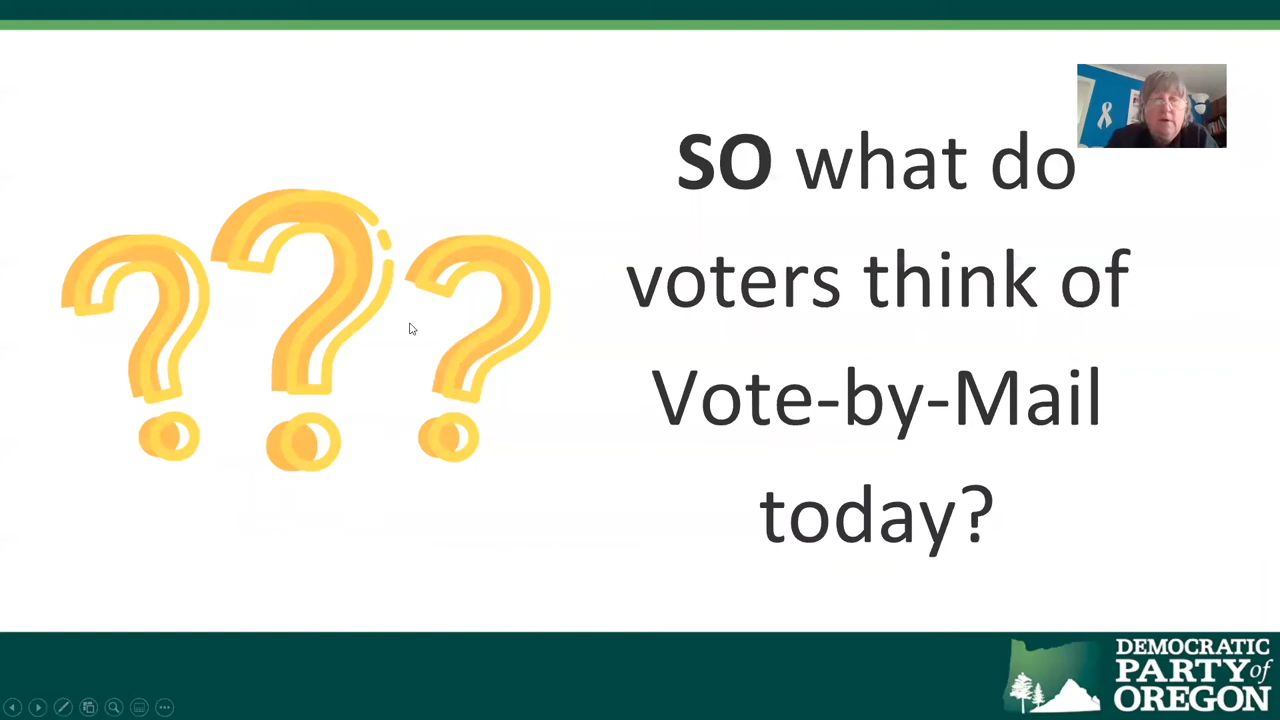 SO what do
voters think of
Vote-by-Mail
today?
DEMOCRATIC
PARTY of
OREGON